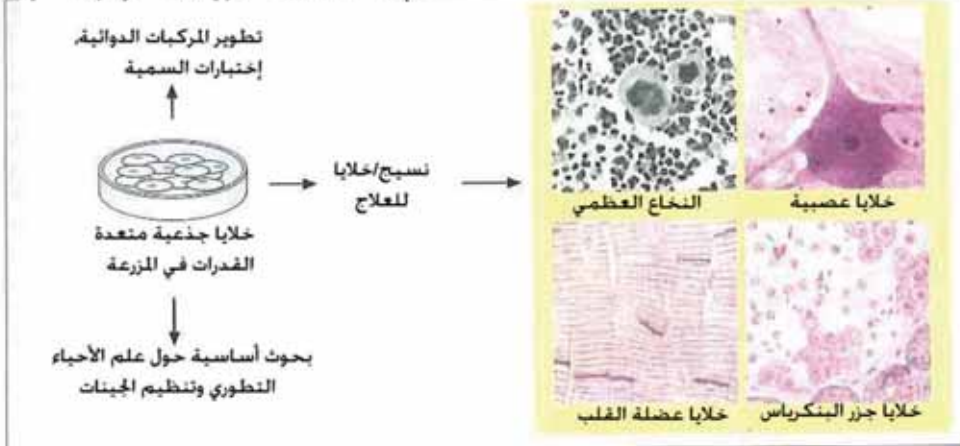 تطوير المركبات الدوائية,
إختبارات السمية
نسيج/خلايا
للعلاج
خلايا جذعية متعدة
القدرات في المزرعة
بحوث أساسية حول علم الأحياء
التطوري وتنظيم الجينات
خلايا عصبية
النخاع العظمي
خلايا جزر البنكرياس
خلايا عضلة القلب